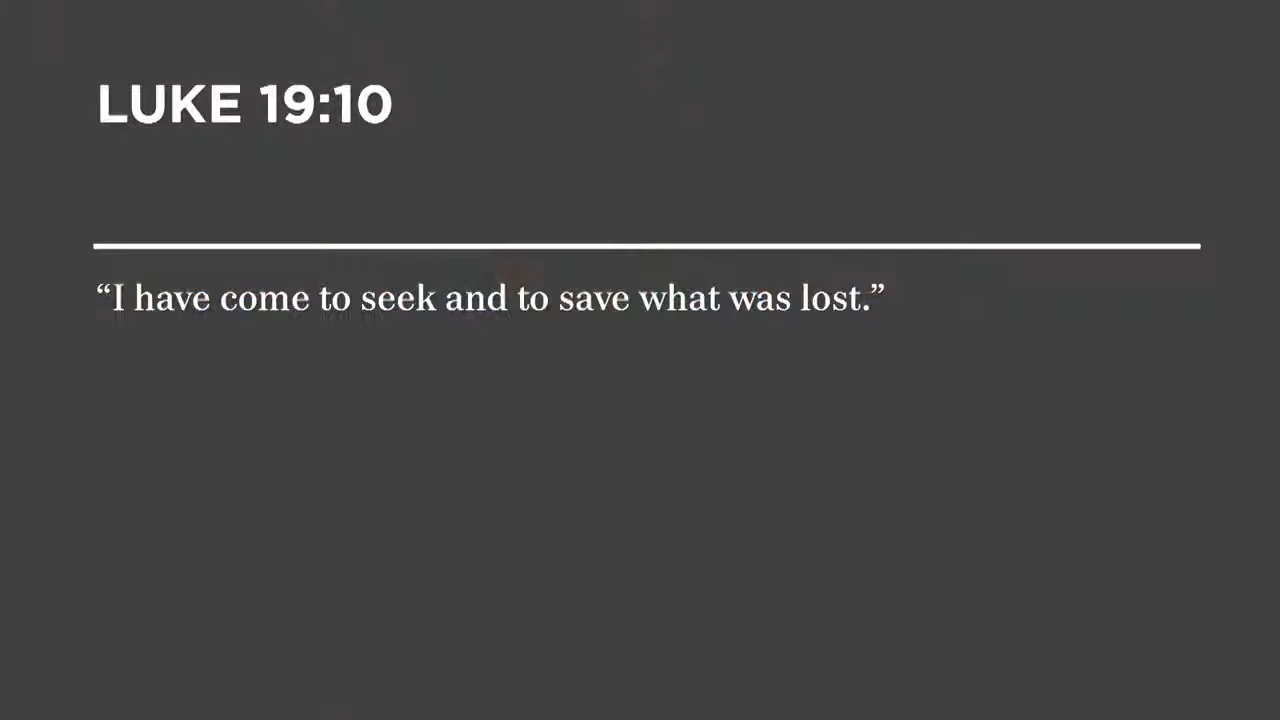 LUKE 19:10
“I have come to seek and to save what was lost.”